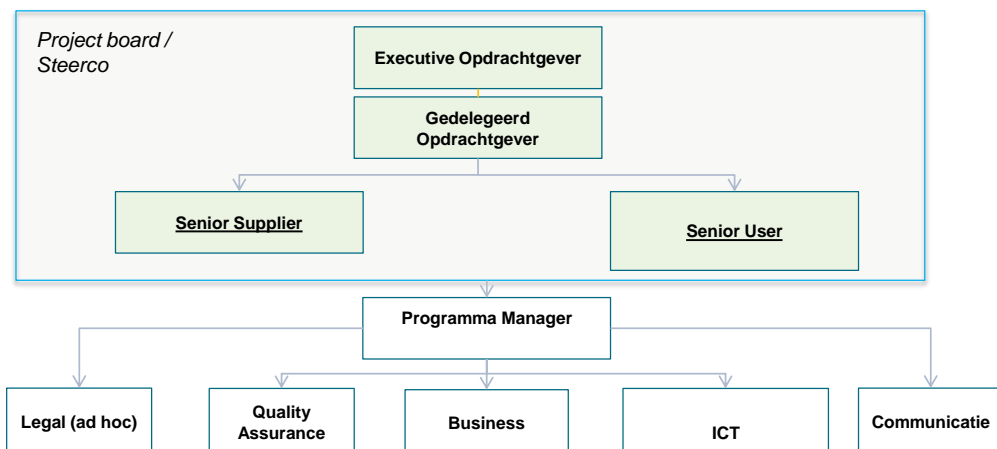 Project board /
Steerco
Executive Opdrachtgever
Gedelegeerd
Opdrachtgever
Senior Supplier
Senior User
Programma Manager
Legal (ad hoc)
Quality
Assurance
Business
ICT
Communicatie